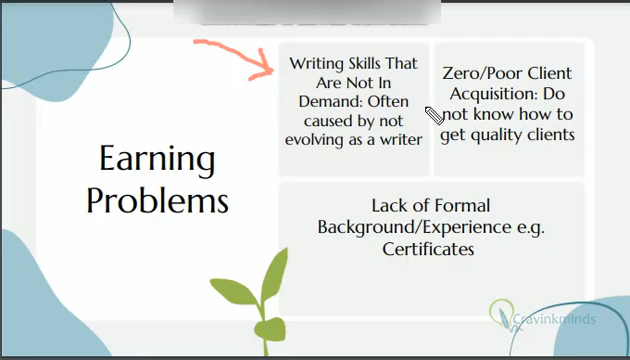 Earning
Problems
Writing Skills That
Are Not In
Demand: Often
caused by not
evolving as a writer
Zero/Poor Client
Acquisition: Do
not know how to
get quality clients
Lack of Formal
Background/Experience e.g.
Certificates
Cravinkminds